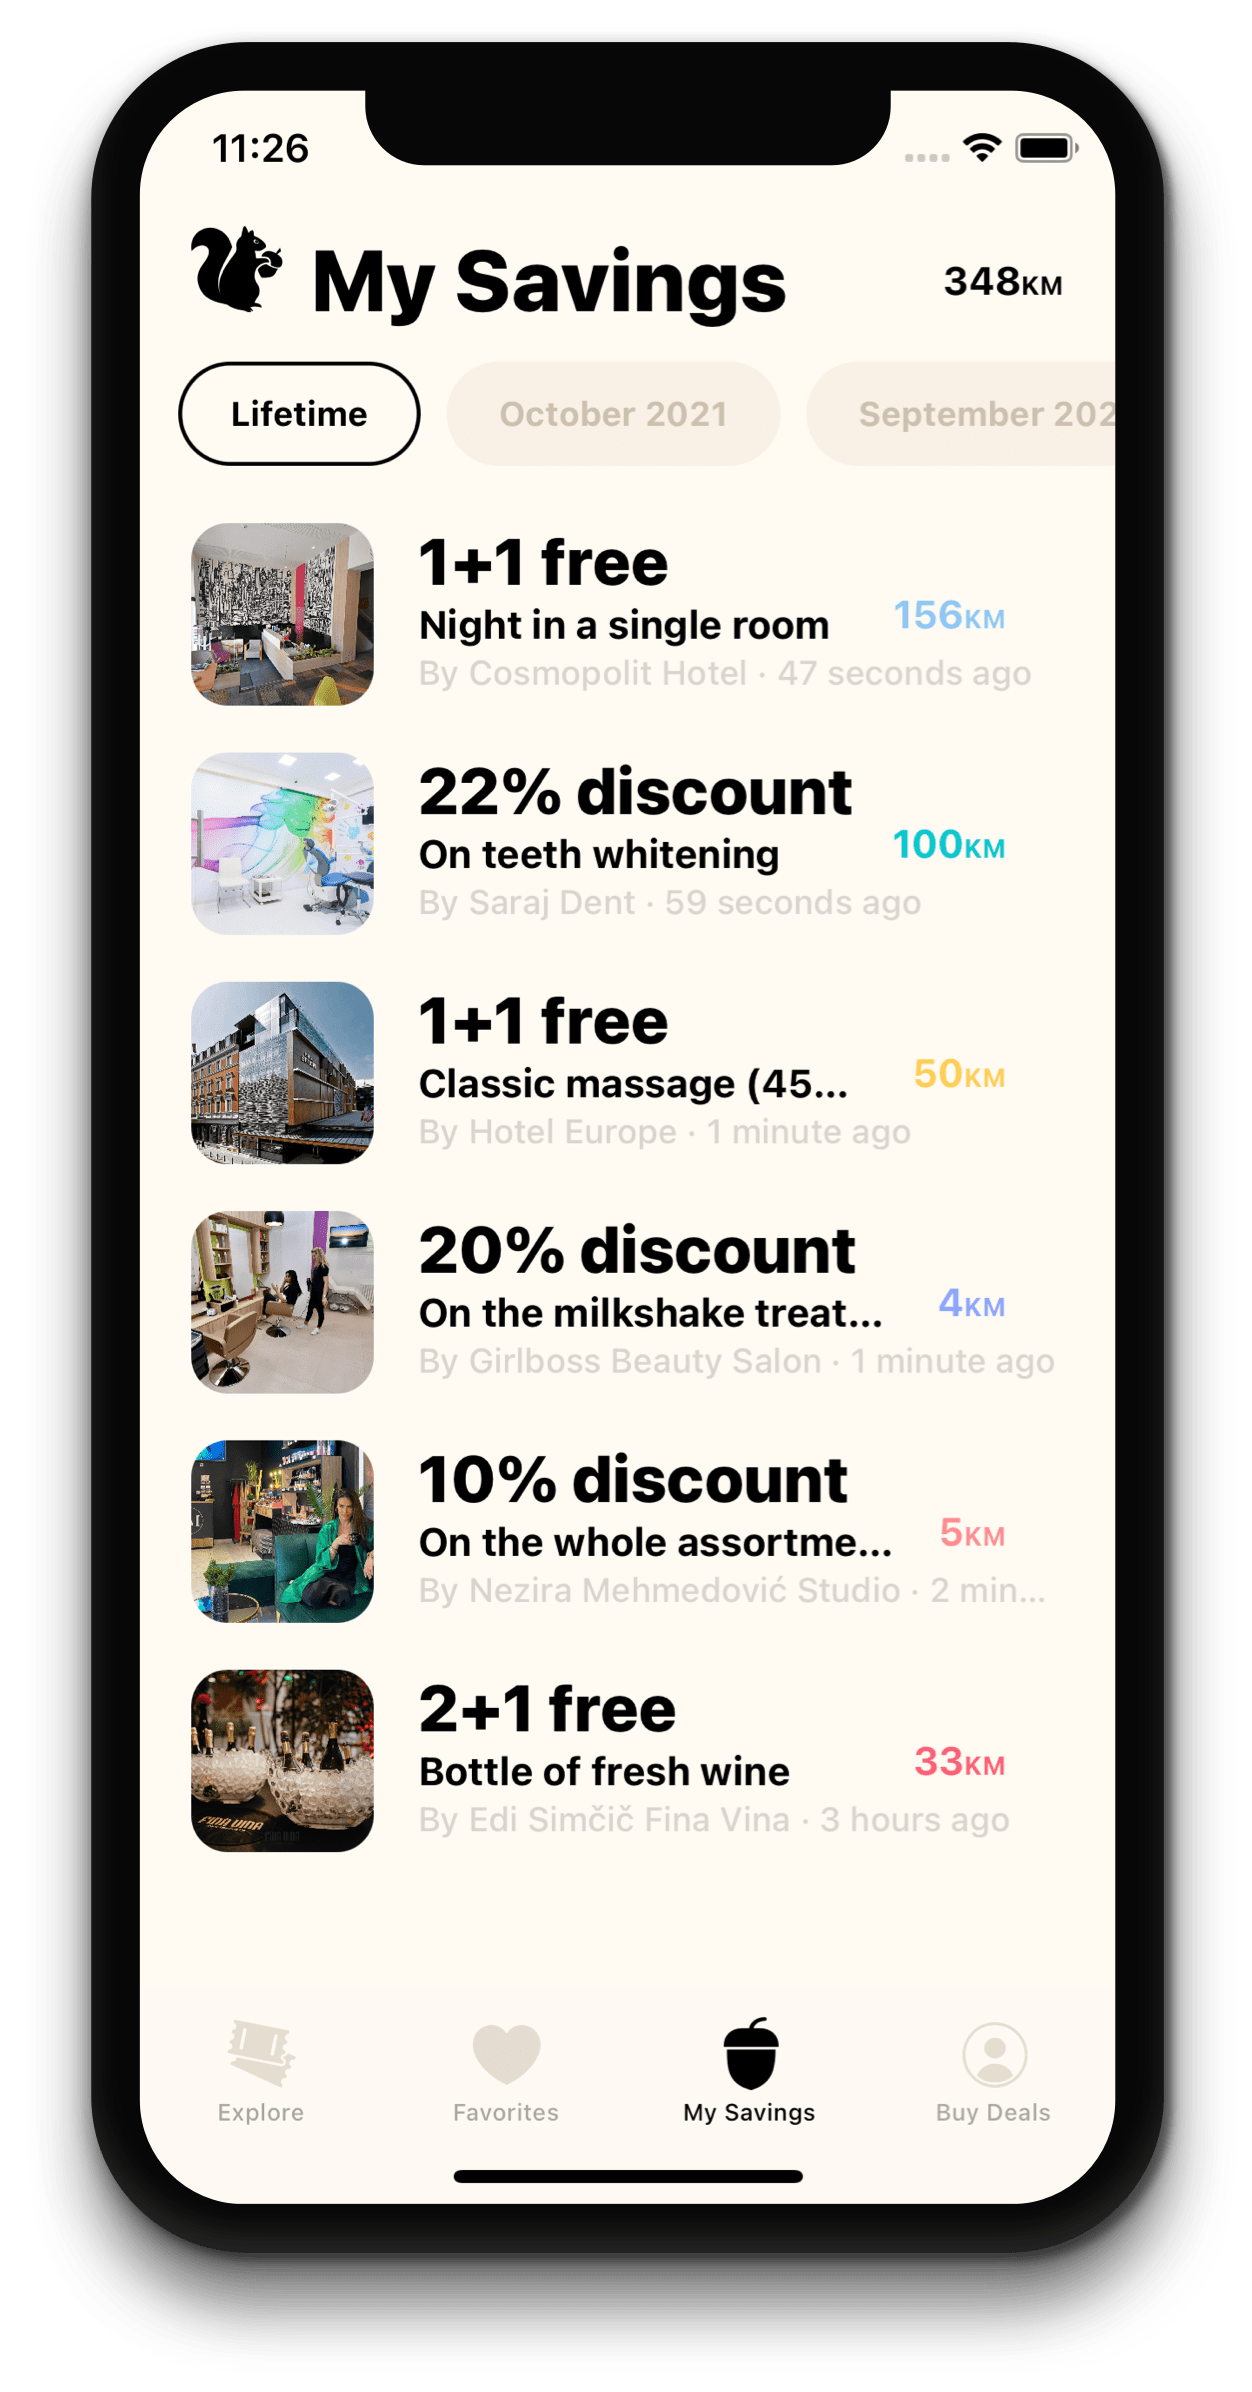 11:26
My Savings
348KM
Lifetime
October 2021
September 202
1+1 free
Night in a single room
156KM
By Cosmopolit Hotel · 47 seconds ago
22% discount
On teeth whitening
100KM
By Saraj Dent · 59 seconds ago
1+1 free
Classic massage (45...
50KM
By Hotel Europe · 1 minute ago
20% discount
On the milkshake treat...
4KM
By Girlboss Beauty Salon · 1 minute ago
10% discount
On the whole assortme...
5KM
By Nezira Mehmedović Studio · 2 min...
2+1 free
Bottle of fresh wine
33KM
By Edi Simčič Fina Vina · 3 hours ago
FINA VINA
Explore
Favorites
My Savings
Buy Deals